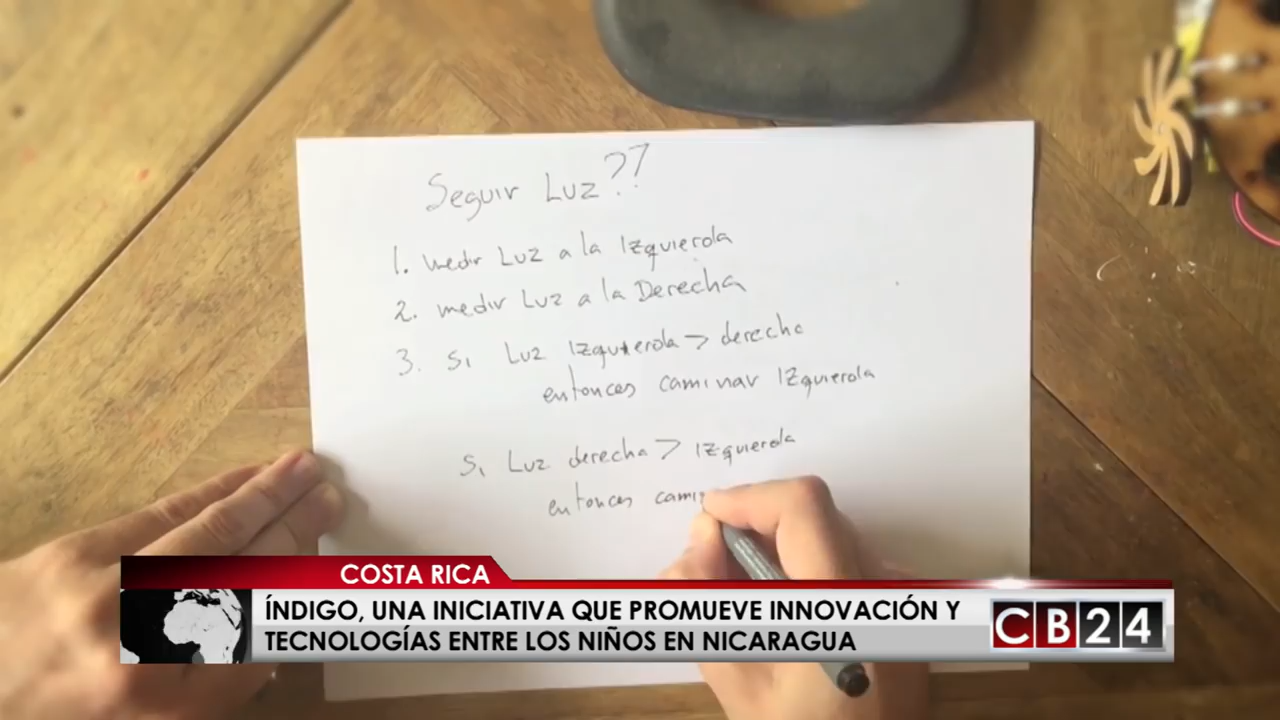 Seguir Luz??
1. medir Luz a la Izquierda
2. medir Luz a la Derecha
3. Si Luz Izquierda > derecha
entonces caminar Izquierda
Si Luz derecha > Izquierda
entonces cami
COSTA RICA
ÍNDIGO, UNA INICIATIVA QUE PROMUEVE INNOVACIÓN Y
TECNOLOGÍAS ENTRE LOS NIÑOS EN NICARAGUA
CB24